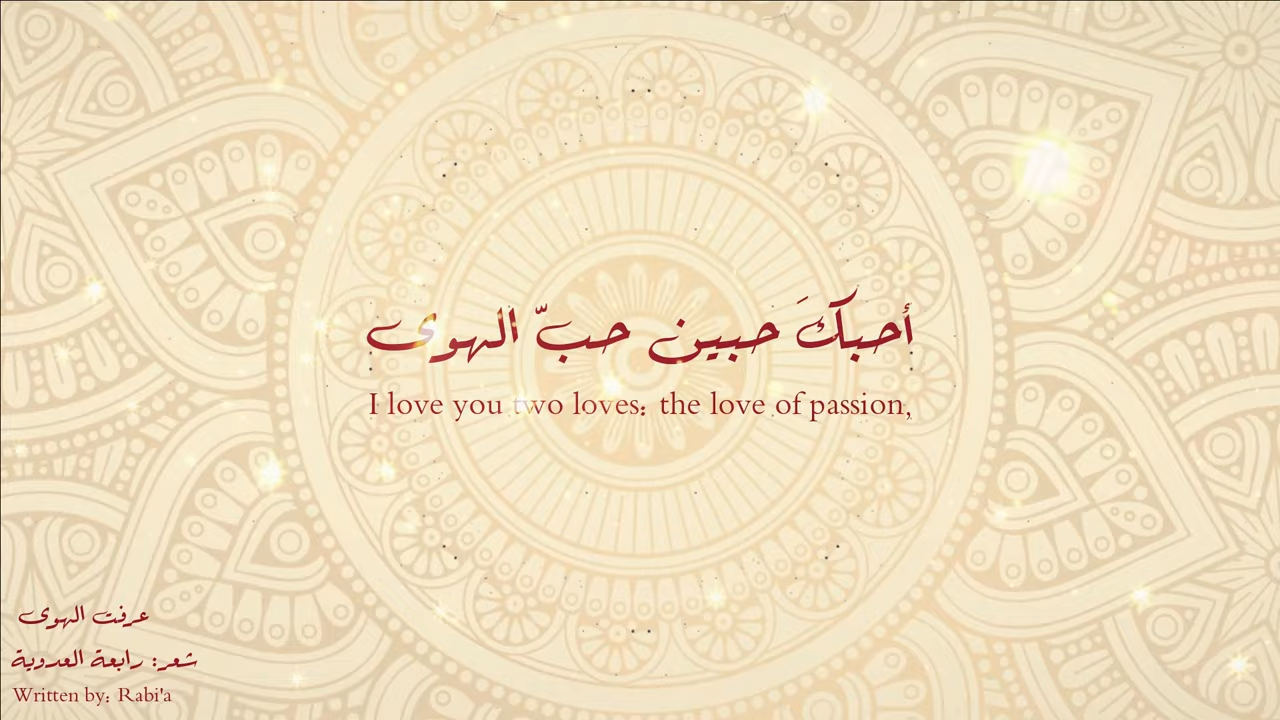 أحبكَ حبين حبّ الهوى
I love you two loves: the love of passion,
عرفت الهوى
شعر: رابعة العدوية
Written by: Rabi'a